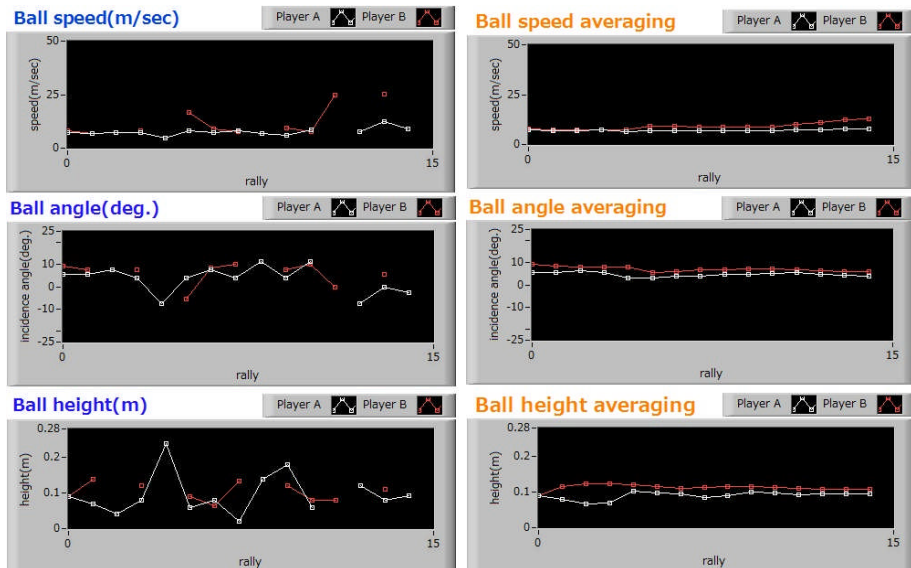 Ball speed(m/sec)
Player A
Player B
50
25
0
speed(m/sec)
0
15
rally
Ball speed averaging
Player A
Player B
50
25
0
speed(m/sec)
0
15
rally
Ball angle(deg.)
Player A
Player B
25
10
0
-10
-25
incidence angle(deg.)
0
15
rally
Ball angle averaging
Player A
Player B
25
10
0
-10
-25
incidence angle(deg.)
0
15
rally
Ball height(m)
Player A
Player B
0.28
0.2
0.1
0
height(m)
0
15
rally
Ball height averaging
Player A
Player B
0.28
0.2
0.1
0
height(m)
0
15
rally